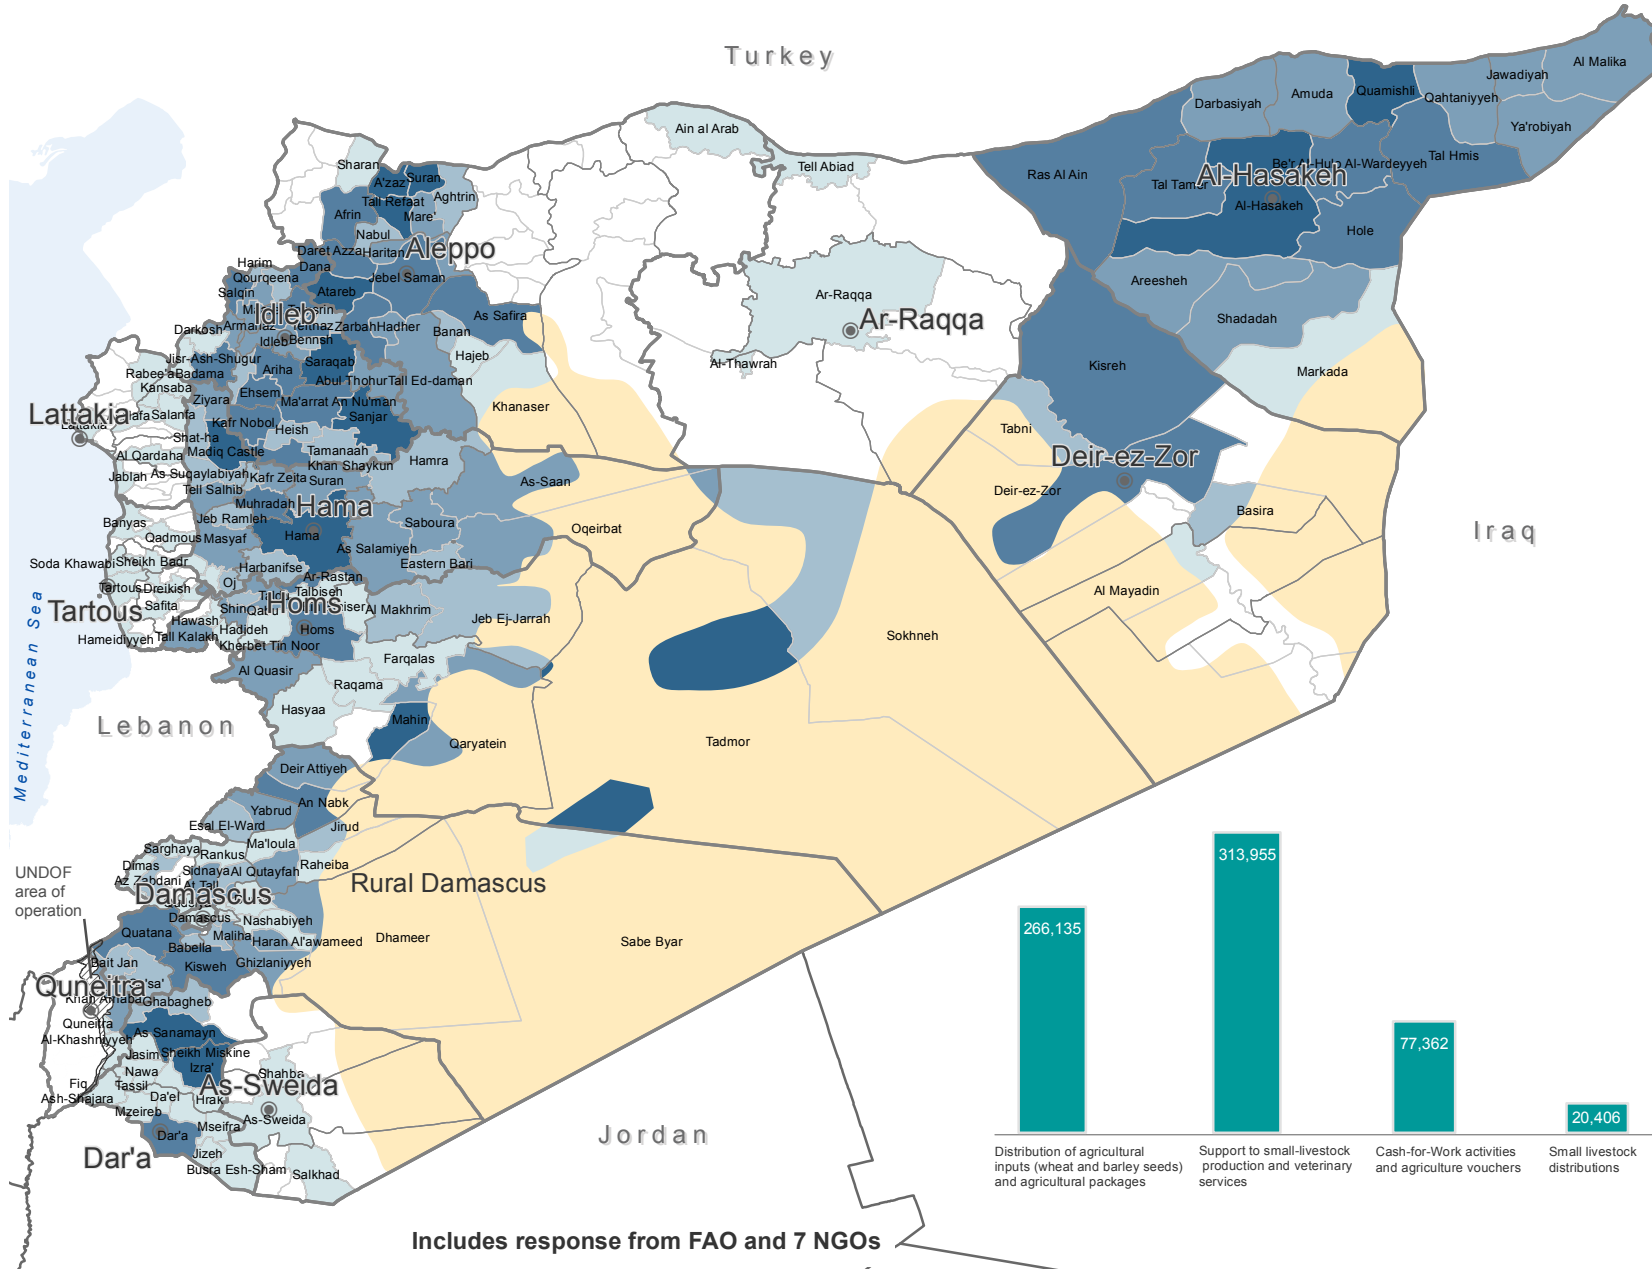 Turkey
Al Malika
Jawadiyah
Quamishli
Amuda
Darbasiyah
Qahtaniyyeh
Ya'robiyah
Ain al Arab
Tell Abiad
Sharan
A'zaz
Suran
Aghtrin
Tall Refaat
Mare'
Afrin
Nabul
Ras Al Ain
Tal Tamer
Al-Wardeyyeh
Tal Hmis
Al-Hasakeh
Al-Hasakeh
Hole
Daret Azza
Haritan
Aleppo
Harim
Dana
Qourqeena
Jebel Saman
Salqin
Atareb
Areesheh
Ar-Raqqa
Ar-Raqqa
Shadadah
Idleb
As Safira
Darkosh
Armanaz
Teftnaz
Zarbah
Hadher
Banan
Idleb
Bennsh
Hajeb
Al-Thawrah
Kisreh
Markada
Jisr-Ash-Shugur
Saraqab
Rabee'a
Badama
Ariha
Abul Thohur
Tall Ed-daman
Kansaba
Ehsem
Ziyara
Ma'arrat An Nu'man
Khanaser
Lattakia
Salanfa
Sanjar
Kafr Nobol
Heish
Tabni
Shat-ha
Madiq Castle
Tamanaah
Al Qardaha
Khan Shaykun
Hamra
Deir-ez-Zor
Jablah
As Suqaylabiyah
Kafr Zeita
Suran
As-Saan
Tell Salhib
Deir-ez-Zor
Muhradah
Hama
Basira
Jeb Ramleh
Banyas
Saboura
Oqeirbat
Iraq
Qadmous
Masyaf
Hama
As Salamiyeh
Soda Khawabi
Sheikh Badr
Harbanifse
Eastern Bari
Oj
Ar-Rastan
Tartous
Dreikish
Talbiseh
Al Mayadin
Safita
Shin
Homs
Al Makhrim
Jeb Ej-Jarrah
Tartous
Hawash
Hadideh
Homs
Hameidiyyeh
Tall Kalakh
Kherbet Tin Noor
Sokhneh
Al Quasir
Farqalas
Raqama
Hasyaa
Mahin
Lebanon
Qaryatein
Tadmor
Mediterranean Sea
Deir Attiyeh
An Nabk
Yabrud
Esal El-Ward
Jirud
Ma'loula
Sarghaya
Rankus
Dimas
Sidnaya
Al Qutayfah
Raheiba
UNDOF
area of
operation
Az Zabdani
At Tall
Rural Damascus
Damascus
Damascus
Nashabiyeh
Quatana
Maliha
Haran Al'awameed
Babella
Dhameer
Sabe Byar
Bait Jan
Kisweh
Ghizlaniyyeh
Quneitra
Ghabagheb
Quneitra
As Sanamayn
Al-Khashniyyeh
Jasim
Sheikh Miskine
Izra'
Nawa
Shahba
Fiq
Tassil
As-Sweida
Ash-Shajara
Da'el
Hrak
Mzeireb
Mseifra
As-Sweida
Dar'a
Dar'a
Jizeh
Busra Esh-Sham
Salkhad
Jordan
266,135
313,955
77,362
20,406
Distribution of agricultural
inputs (wheat and barley seeds)
and agricultural packages
Support to small-livestock
production and veterinary
services
Cash-for-Work activities
and agriculture vouchers
Small livestock
distributions
Includes response from FAO and 7 NGOs